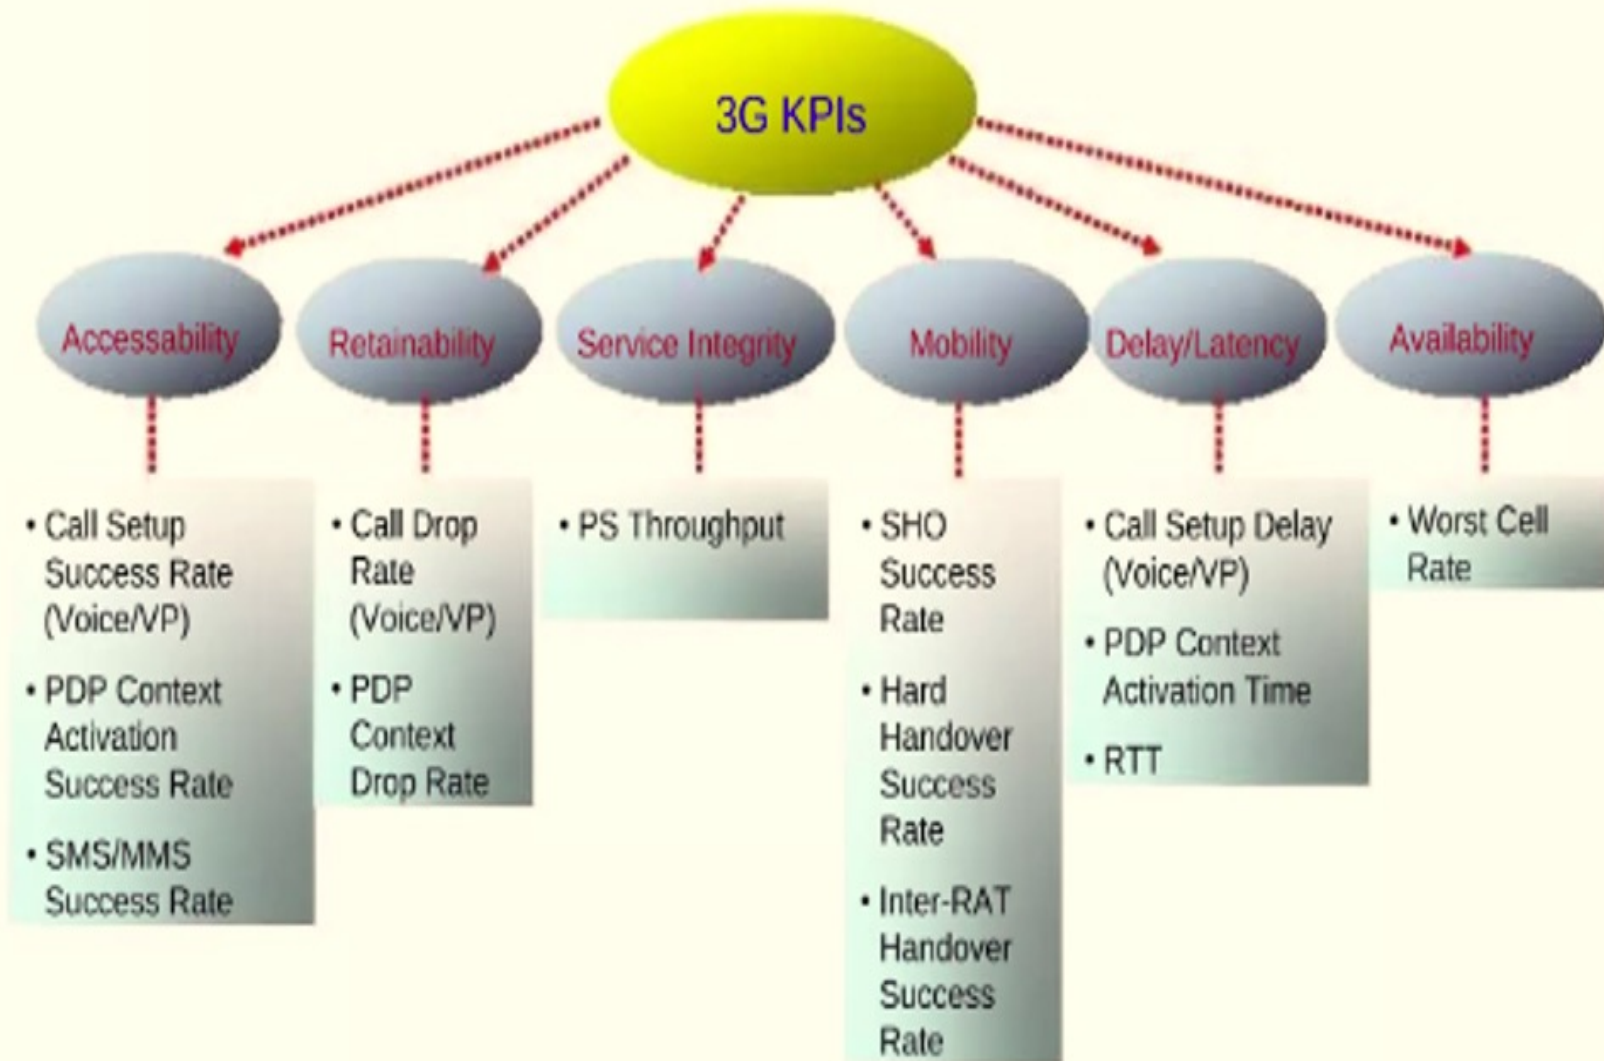 3G KPIs
Accessability
Retainability
Service Integrity
Mobility
Delay/Latency
Availability
• Call Setup
Success Rate
(Voice/VP)
• PDP Context
Activation
Success Rate
• SMS/MMS
Success Rate
• Call Drop
Rate
(Voice/VP)
• PDP
Context
Drop Rate
• PS Throughput
• SHO
Success
Rate
• Hard
Handover
Success
Rate
• Inter-RAT
Handover
Success
Rate
• Call Setup Delay
(Voice/VP)
• PDP Context
Activation Time
• RTT
• Worst Cell
Rate